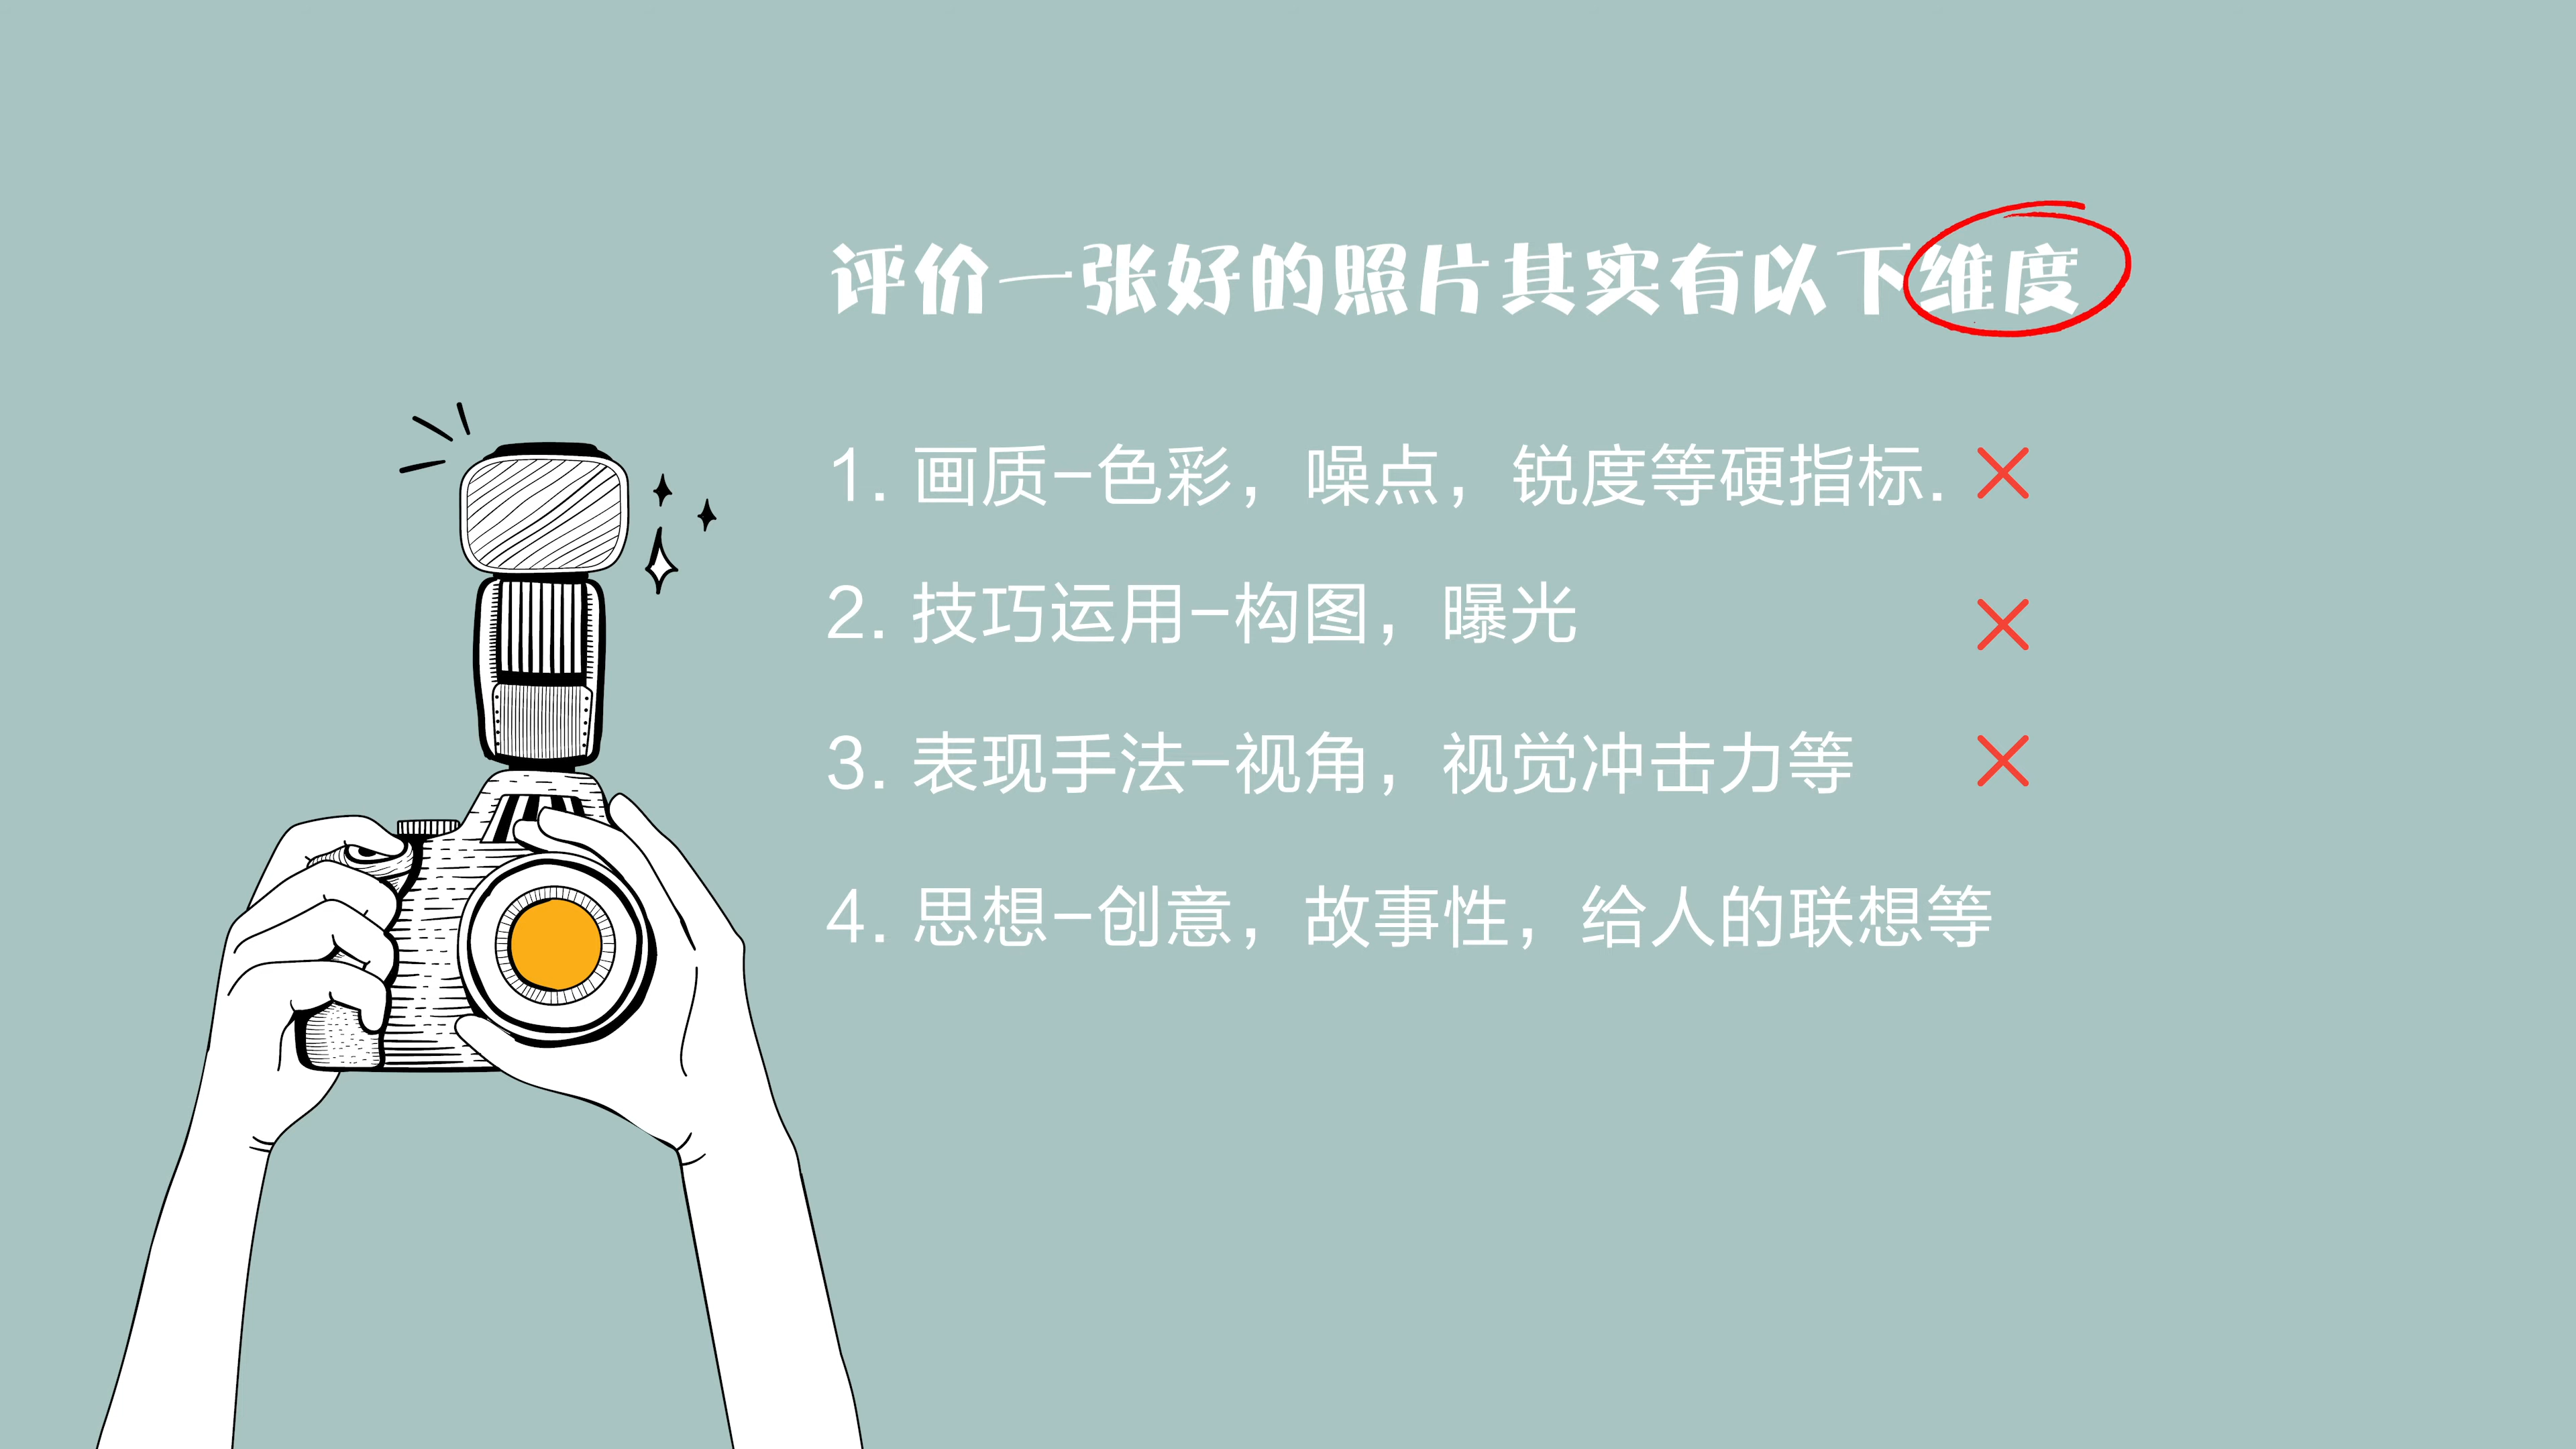 评价一张好的照片其实有以下维度
1. 画质-色彩，噪点，锐度等硬指标.
2. 技巧运用-构图，曝光
3. 表现手法-视角，视觉冲击力等
4. 思想-创意，故事性，给人的联想等